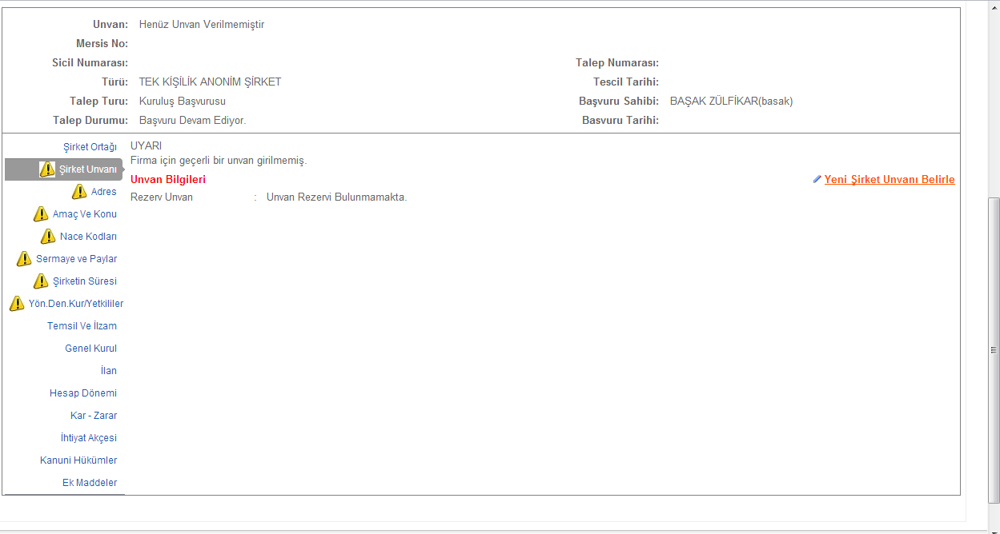 Unvan: Henüz Unvan Verilmemiştir
Mersis No:
Sicil Numarası: Talep Numarası:
Türü: TEK KİŞİLİK ANONİM ŞİRKET Tescil Tarihi:
Talep Turu: Kuruluş Başvurusu Başvuru Sahibi: BAŞAK ZÜLFİKAR(basak)
Talep Durumu: Başvuru Devam Ediyor. Basvuru Tarihi:
Şirket Ortağı
Şirket Unvanı
Adres
Amaç Ve Konu
Nace Kodları
Sermaye ve Paylar
Şirketin Süresi
Yön.Den.Kur/Yetkililer
Temsil Ve İlzam
Genel Kurul
İlan
Hesap Dönemi
Kar - Zarar
İhtiyat Akçesi
Kanuni Hükümler
Ek Maddeler
UYARI
Firma için geçerli bir unvan girilmemiş.
Unvan Bilgileri Yeni Şirket Unvanı Belirle
Rezerv Unvan : Unvan Rezervi Bulunmamakta.